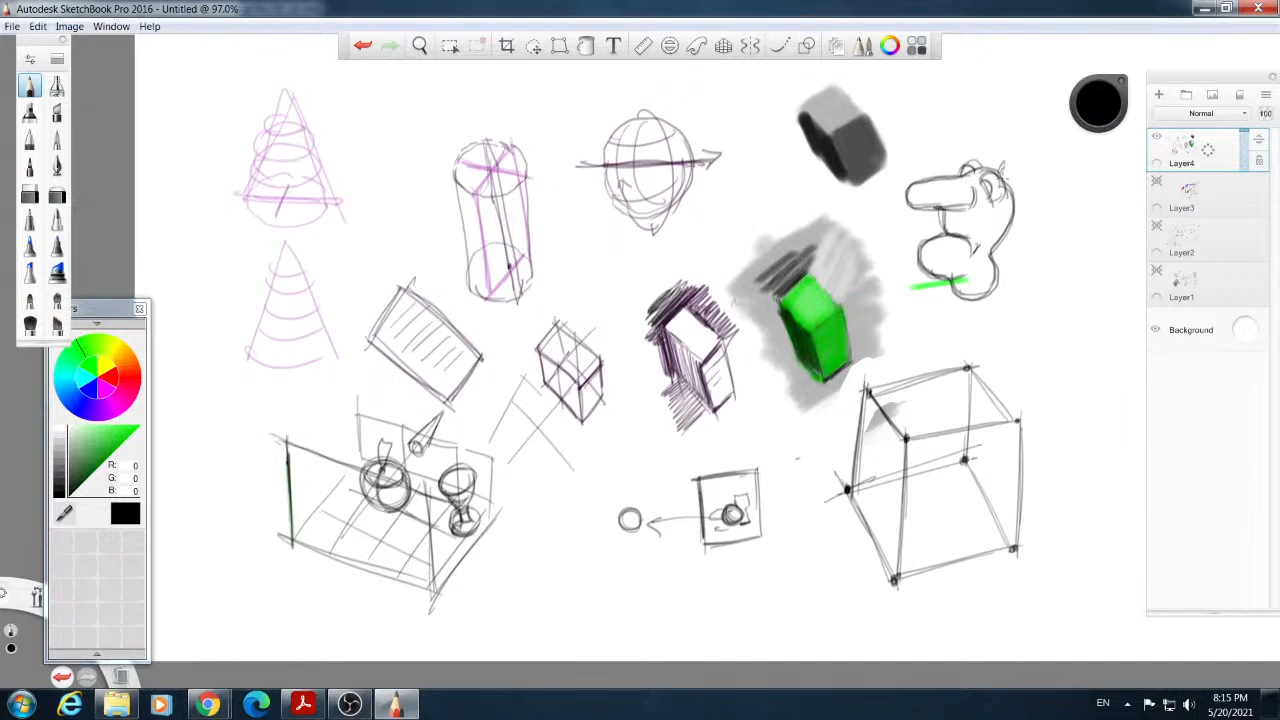 Autodesk SketchBook Pro 2016 - Untitled @ 97.0%
File Edit Image Window Help
T
Normal 100
Layer4
Layer3
Layer2
Layer1
Background
rs
R: 0
G: 0
B: 0
EN
8:15 PM
5/20/2021